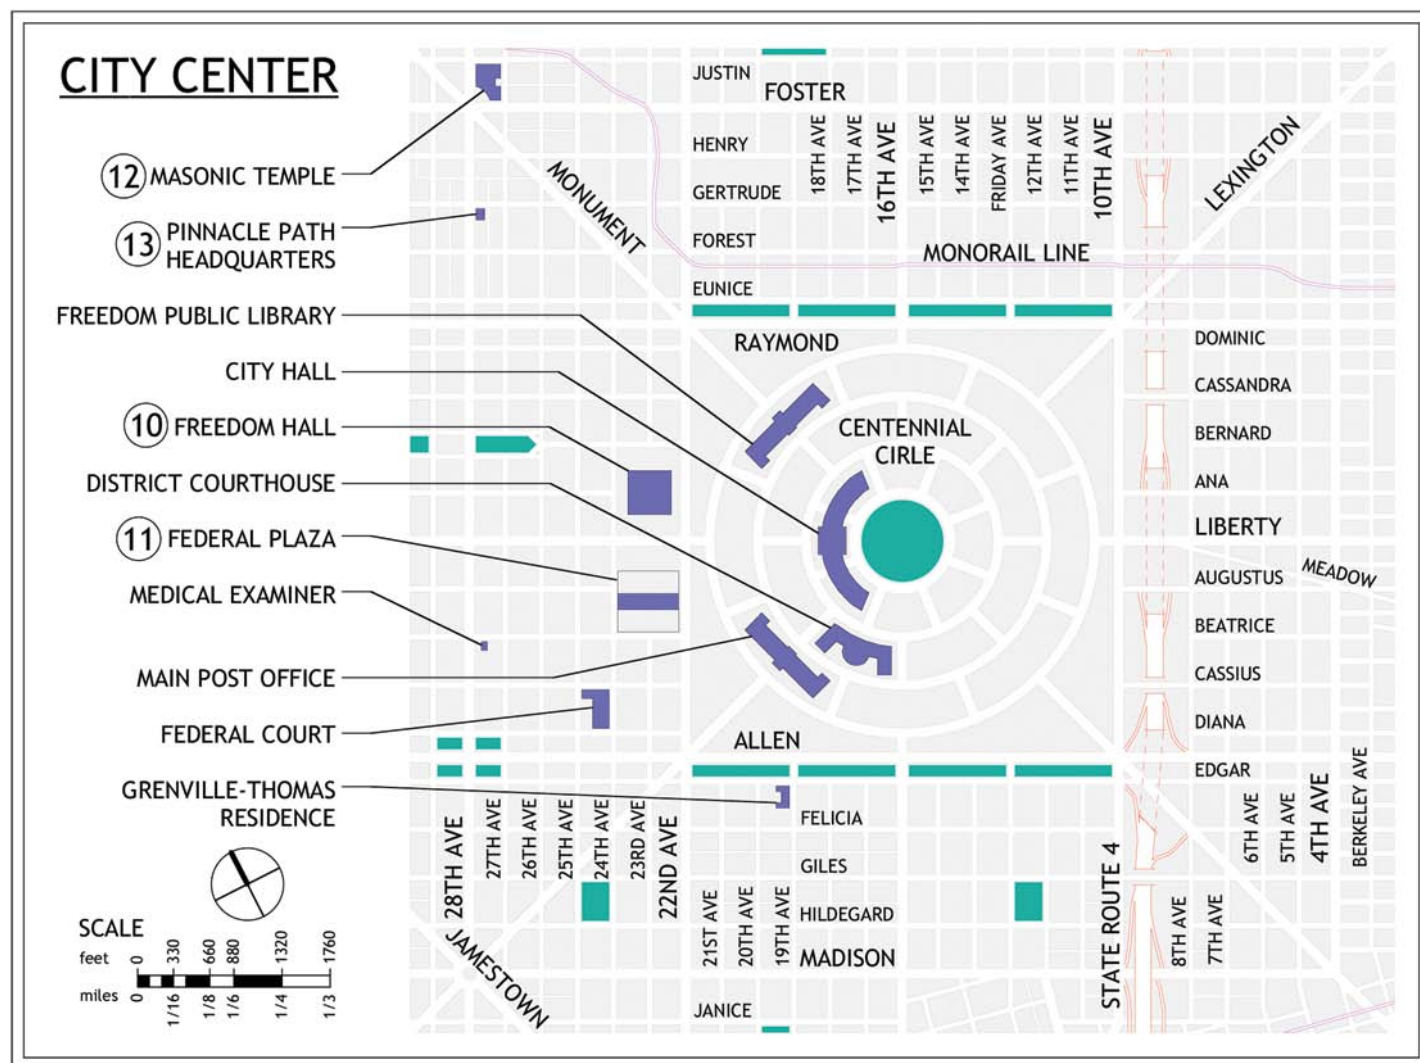 CITY CENTER
12 MASONIC TEMPLE
13 PINNACLE PATH
HEADQUARTERS
FREEDOM PUBLIC LIBRARY
CITY HALL
10 FREEDOM HALL
DISTRICT COURTHOUSE
11 FEDERAL PLAZA
MEDICAL EXAMINER
MAIN POST OFFICE
FEDERAL COURT
GRENVILLE-THOMAS
RESIDENCE
SCALE
feet 0 330 660 880 1320 1760
miles 0 1/16 1/8 1/6 1/4 1/3
JUSTIN
FOSTER
HENRY
GERTRUDE
FOREST
EUNICE
RAYMOND
MONUMENT
18TH AVE
17TH AVE
16TH AVE
15TH AVE
14TH AVE
FRIDAY AVE
12TH AVE
11TH AVE
10TH AVE
LEXINGTON
MONORAIL LINE
CENTENNIAL
CIRLE
DOMINIC
CASSANDRA
BERNARD
ANA
LIBERTY
AUGUSTUS
MEADOW
BEATRICE
CASSIUS
DIANA
EDGAR
ALLEN
FELICIA
GILES
HILDEGARD
MADISON
JANICE
28TH AVE
27TH AVE
26TH AVE
25TH AVE
24TH AVE
23RD AVE
22ND AVE
21ST AVE
20TH AVE
19TH AVE
JAMESTOWN
STATE ROUTE 4
8TH AVE
7TH AVE
6TH AVE
5TH AVE
4TH AVE
BERKELEY AVE